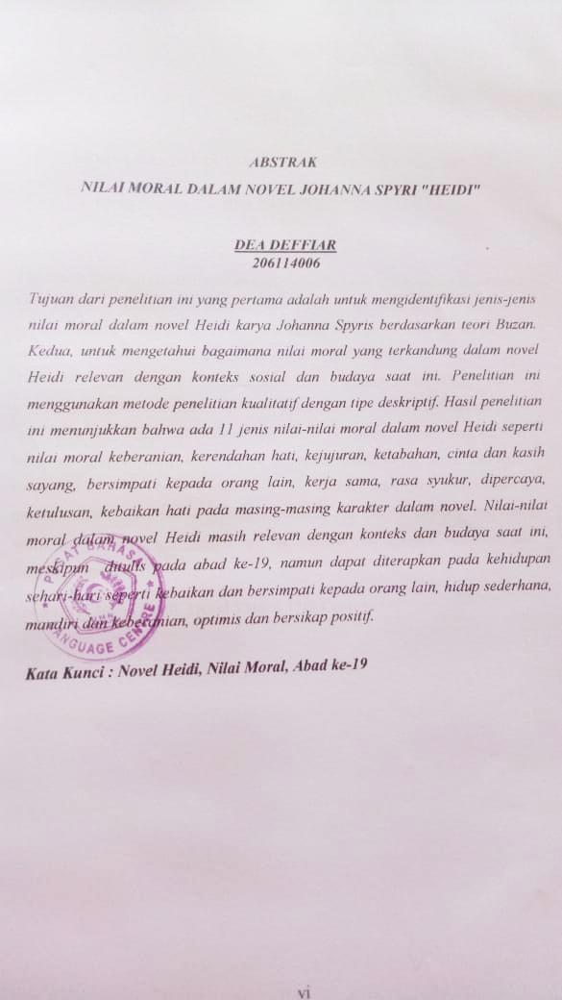 ABSTRAK
NILAI MORAL DALAM NOVEL JOHANNA SPYRI "HEIDI"
DEA DEFFIAR
206114006
Tujuan dari penelitian ini yang pertama adalah untuk mengidentifikasi jenis-jenis
nilai moral dalam novel Heidi karya Johanna Spyris berdasarkan teori Buzan.
Kedua, untuk mengetahui bagaimana nilai moral yang terkandung dalam novel
Heidi relevan dengan konteks sosial dan budaya saat ini. Penelitian ini
menggunakan metode penelitian kualitatif dengan tipe deskriptif. Hasil penelitian
ini menunjukkan bahwa ada 11 jenis nilai-nilai moral dalam novel Heidi seperti
nilai moral keberanian, kerendahan hati, kejujuran, ketabahan, cinta dan kasih
sayang, bersimpati kepada orang lain, kerja sama, rasa syukur, dipercaya,
ketulusan, kebaikan hati pada masing-masing karakter dalam novel. Nilai-nilai
moral dalam novel Heidi masih relevan dengan konteks dan budaya saat ini,
meskipun ditulis pada abad ke-19, namun dapat diterapkan pada kehidupan
sehari-hari seperti kebaikan dan bersimpati kepada orang lain, hidup sederhana,
mandiri dan keberanian, optimis dan bersikap positif.
PUSAT BAHASA
LANGUAGE CENTRE
Kata Kunci : Novel Heidi, Nilai Moral, Abad ke-19
vi